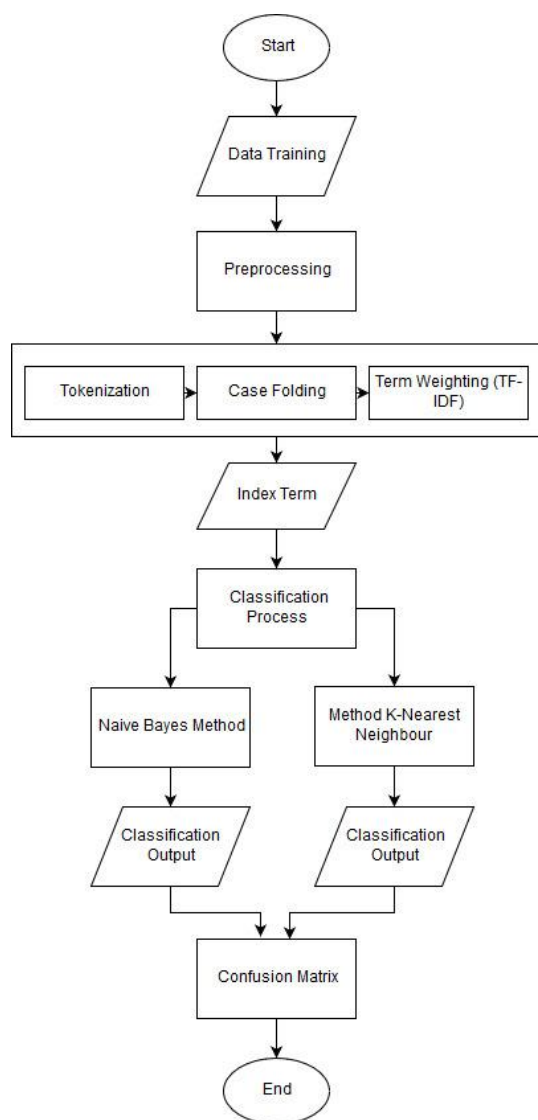 Start
Data Training
Preprocessing
Tokenization
Case Folding
Term Weighting (TF-
IDF)
Index Term
Classification
Process
Naive Bayes Method
Method K-Nearest
Neighbour
Classification
Output
Classification
Output
Confusion Matrix
End